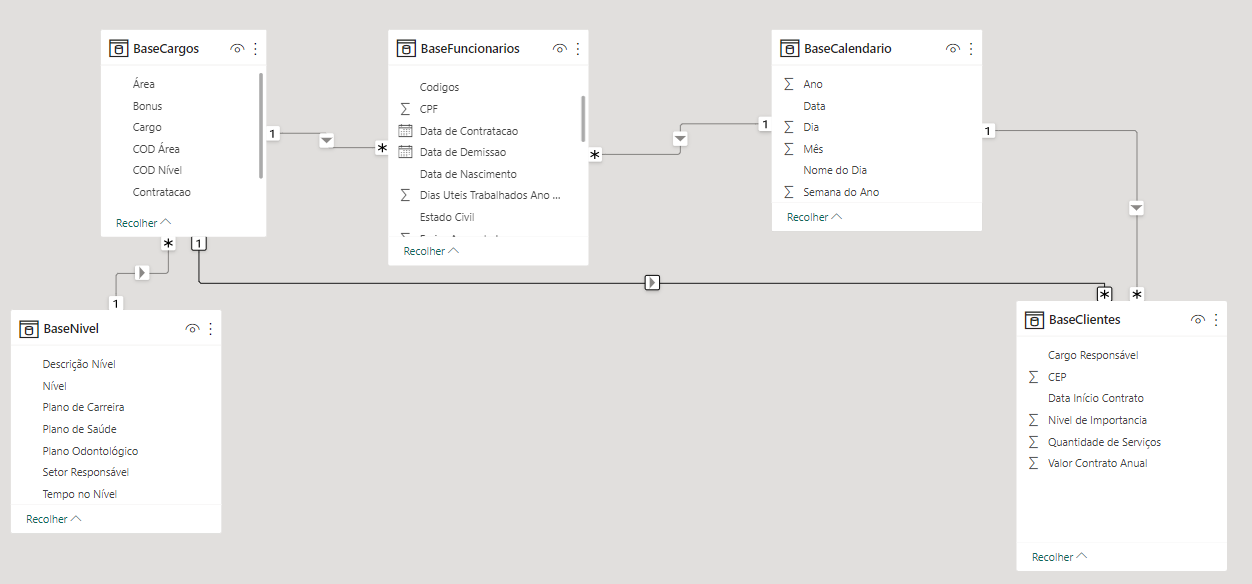 BaseCargos
Área
Bonus
Cargo
COD Área
COD Nível
Contratacao
Recolher
BaseFuncionarios
Codigos
CPF
Data de Contratacao
Data de Demissao
Data de Nascimento
Dias Uteis Trabalhados Ano ...
Estado Civil
Recolher
BaseCalendario
Ano
Data
Dia
Mês
Nome do Dia
Semana do Ano
Recolher
1
*
1
*
1
*
1
1
*
*
BaseNivel
Descrição Nível
Nível
Plano de Carreira
Plano de Saúde
Plano Odontológico
Setor Responsável
Tempo no Nível
Recolher
BaseClientes
Cargo Responsável
CEP
Data Início Contrato
Nivel de Importancia
Quantidade de Serviços
Valor Contrato Anual
Recolher